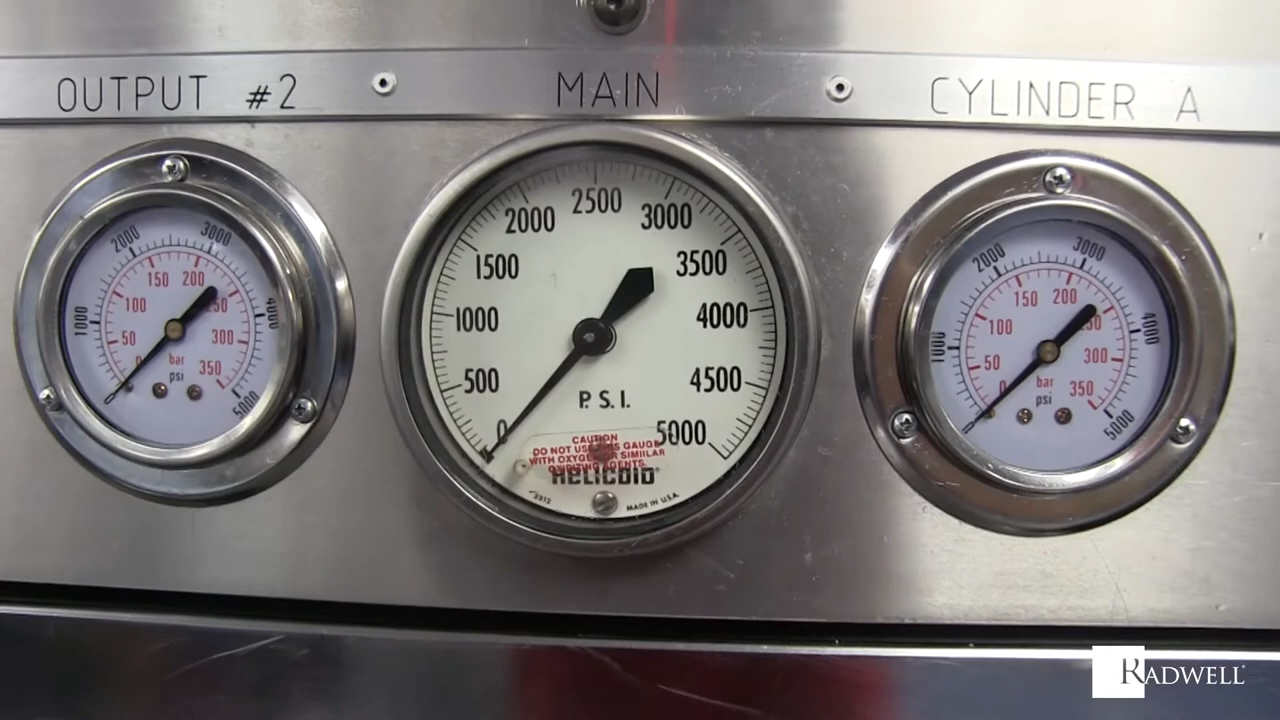 OUTPUT #2
MAIN
CYLINDER A
1000
2000
3000
4000
5000
0
50
100
150
200
250
300
350
bar
psi
0
500
1000
1500
2000
2500
3000
3500
4000
4500
5000
P.S.I.
CAUTION
DO NOT USE THIS GAUGE
WITH OXYGEN OR SIMILAR
OXIDIZING AGENTS
HELICOID
MADE IN U.S.A.
1000
2000
3000
4000
5000
0
50
100
150
200
250
300
350
bar
psi
RADWELL